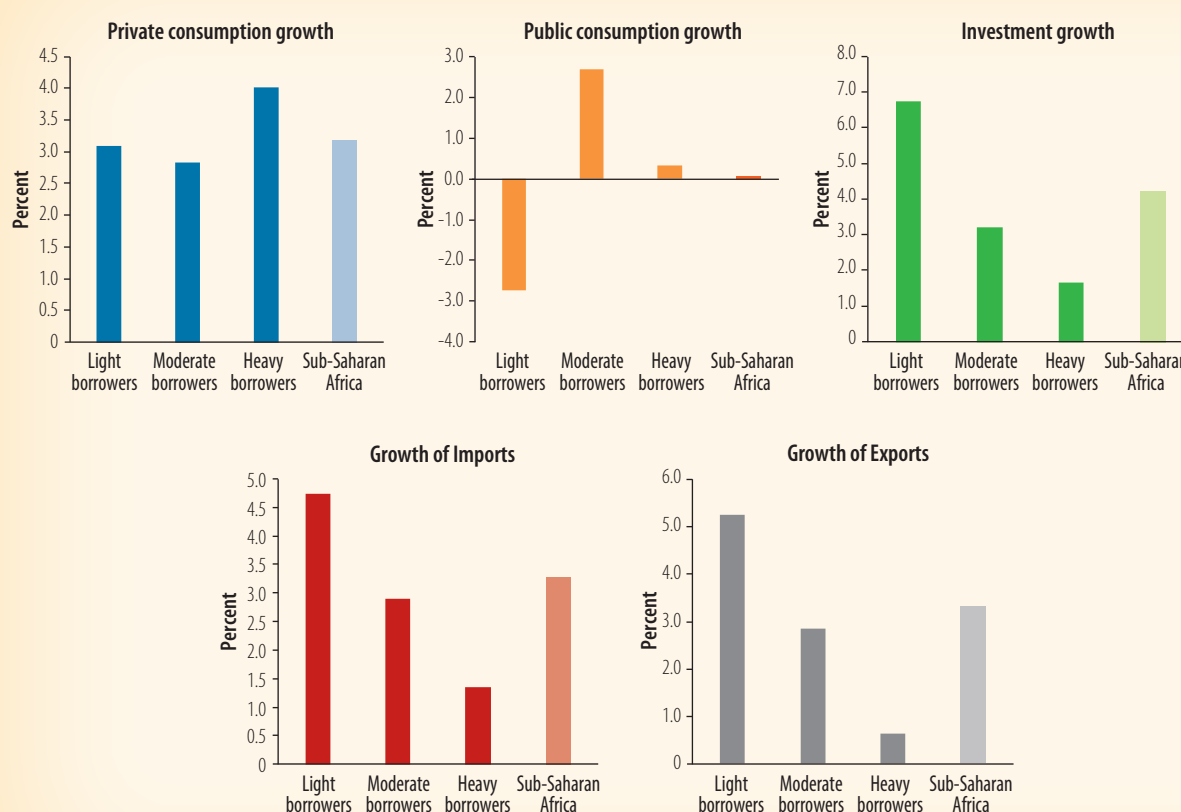 Private consumption growth
Percent
4.5
4.0
3.5
3.0
2.5
2.0
1.5
1.0
0.5
0
Light borrowers
Moderate borrowers
Heavy borrowers
Sub-Saharan Africa
Public consumption growth
Percent
3.0
2.0
1.0
0.0
-1.0
-2.0
-3.0
-4.0
Light borrowers
Moderate borrowers
Heavy borrowers
Sub-Saharan Africa
Investment growth
Percent
8.0
7.0
6.0
5.0
4.0
3.0
2.0
1.0
0
Light borrowers
Moderate borrowers
Heavy borrowers
Sub-Saharan Africa
Growth of Imports
Percent
5.0
4.5
4.0
3.5
3.0
2.5
2.0
1.5
1.0
0.5
0
Light borrowers
Moderate borrowers
Heavy borrowers
Sub-Saharan Africa
Growth of Exports
Percent
6.0
5.0
4.0
3.0
2.0
1.0
0
Light borrowers
Moderate borrowers
Heavy borrowers
Sub-Saharan Africa